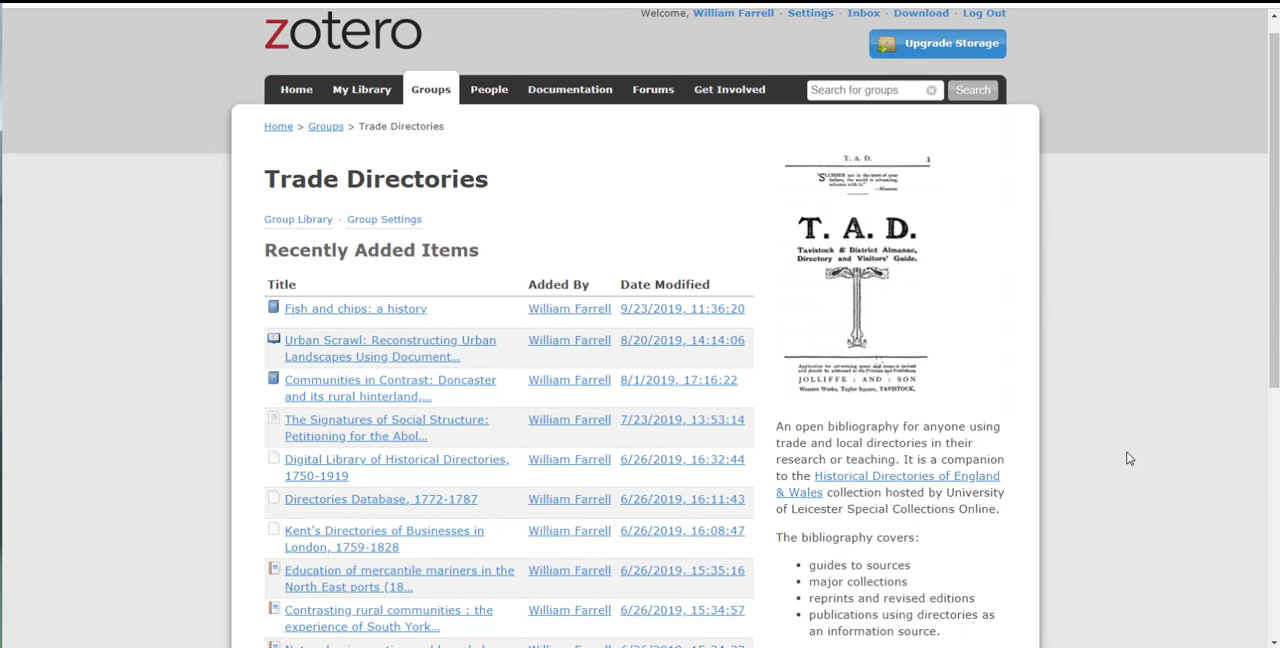 Welcome, William Farrell · Settings · Inbox · Download · Log Out
zotero
Upgrade Storage
Home My Library Groups People Documentation Forums Get Involved
Search for groups Search
Home > Groups > Trade Directories
Trade Directories
Group Library · Group Settings
Recently Added Items
Title Added By Date Modified
Fish and chips: a history William Farrell 9/23/2019, 11:36:20
Urban Scrawl: Reconstructing Urban William Farrell 8/20/2019, 14:14:06
Landscapes Using Document...
Communities in Contrast: Doncaster William Farrell 8/1/2019, 17:16:22
and its rural hinterland,...
The Signatures of Social Structure: William Farrell 7/23/2019, 13:53:14
Petitioning for the Abol...
Digital Library of Historical Directories, William Farrell 6/26/2019, 16:32:44
1750-1919
Directories Database, 1772-1787 William Farrell 6/26/2019, 16:11:43
Kent's Directories of Businesses in William Farrell 6/26/2019, 16:08:47
London, 1759-1828
Education of mercantile mariners in the William Farrell 6/26/2019, 15:35:16
North East ports (18...
Contrasting rural communities : the William Farrell 6/26/2019, 15:34:57
experience of South York...
T. A. D. 3
T. A. D.
Tavistock & District Almanac,
Directory and Visitors' Guide.
JOLLIFFE : AND : SON
Western Works, Taylor Square, TAVISTOCK,
An open bibliography for anyone using
trade and local directories in their
research or teaching. It is a companion
to the Historical Directories of England
& Wales collection hosted by University
of Leicester Special Collections Online.
The bibliography covers:
• guides to sources
• major collections
• reprints and revised editions
• publications using directories as
an information source.